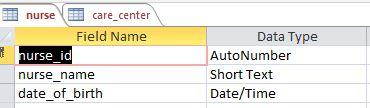 nurse care_center
Field Name Data Type
nurse_id AutoNumber
nurse_name Short Text
date_of_birth Date/Time